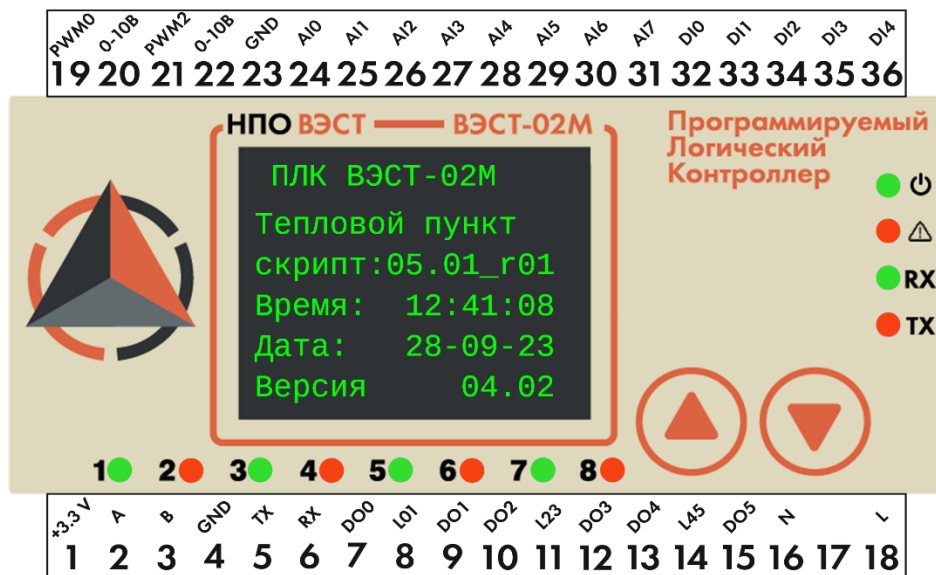 PWM0 0-10В PWM2 0-10В GND AI0 AI1 AI2 AI3 AI4 AI5 AI6 AI7 DI0 DI1 DI2 DI3 DI4
19 20 21 22 23 24 25 26 27 28 29 30 31 32 33 34 35 36
НПО ВЭСТ ВЭСТ-02М
Программируемый
Логический
Контроллер
ПЛК ВЭСТ-02М
Тепловой пункт
скрипт:05.01_r01
Время: 12:41:08
Дата: 28-09-23
Версия 04.02
RX
TX
1 2 3 4 5 6 7 8
+3.3 V A B GND TX RX DO0 L01 DO1 DO2 L23 DO3 DO4 L45 DO5 N L
1 2 3 4 5 6 7 8 9 10 11 12 13 14 15 16 17 18